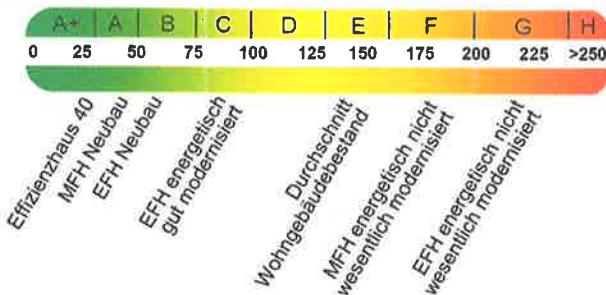 A+ A B C D E F G H
0 25 50 75 100 125 150 175 200 225 >250
Effizienzhaus 40
MFH Neubau
EFH Neubau
EFH energetisch
gut modernisiert
Durchschnitt
Wohngebäudebestand
MFH energetisch nicht
wesentlich modernisiert
EFH energetisch nicht
wesentlich modernisiert